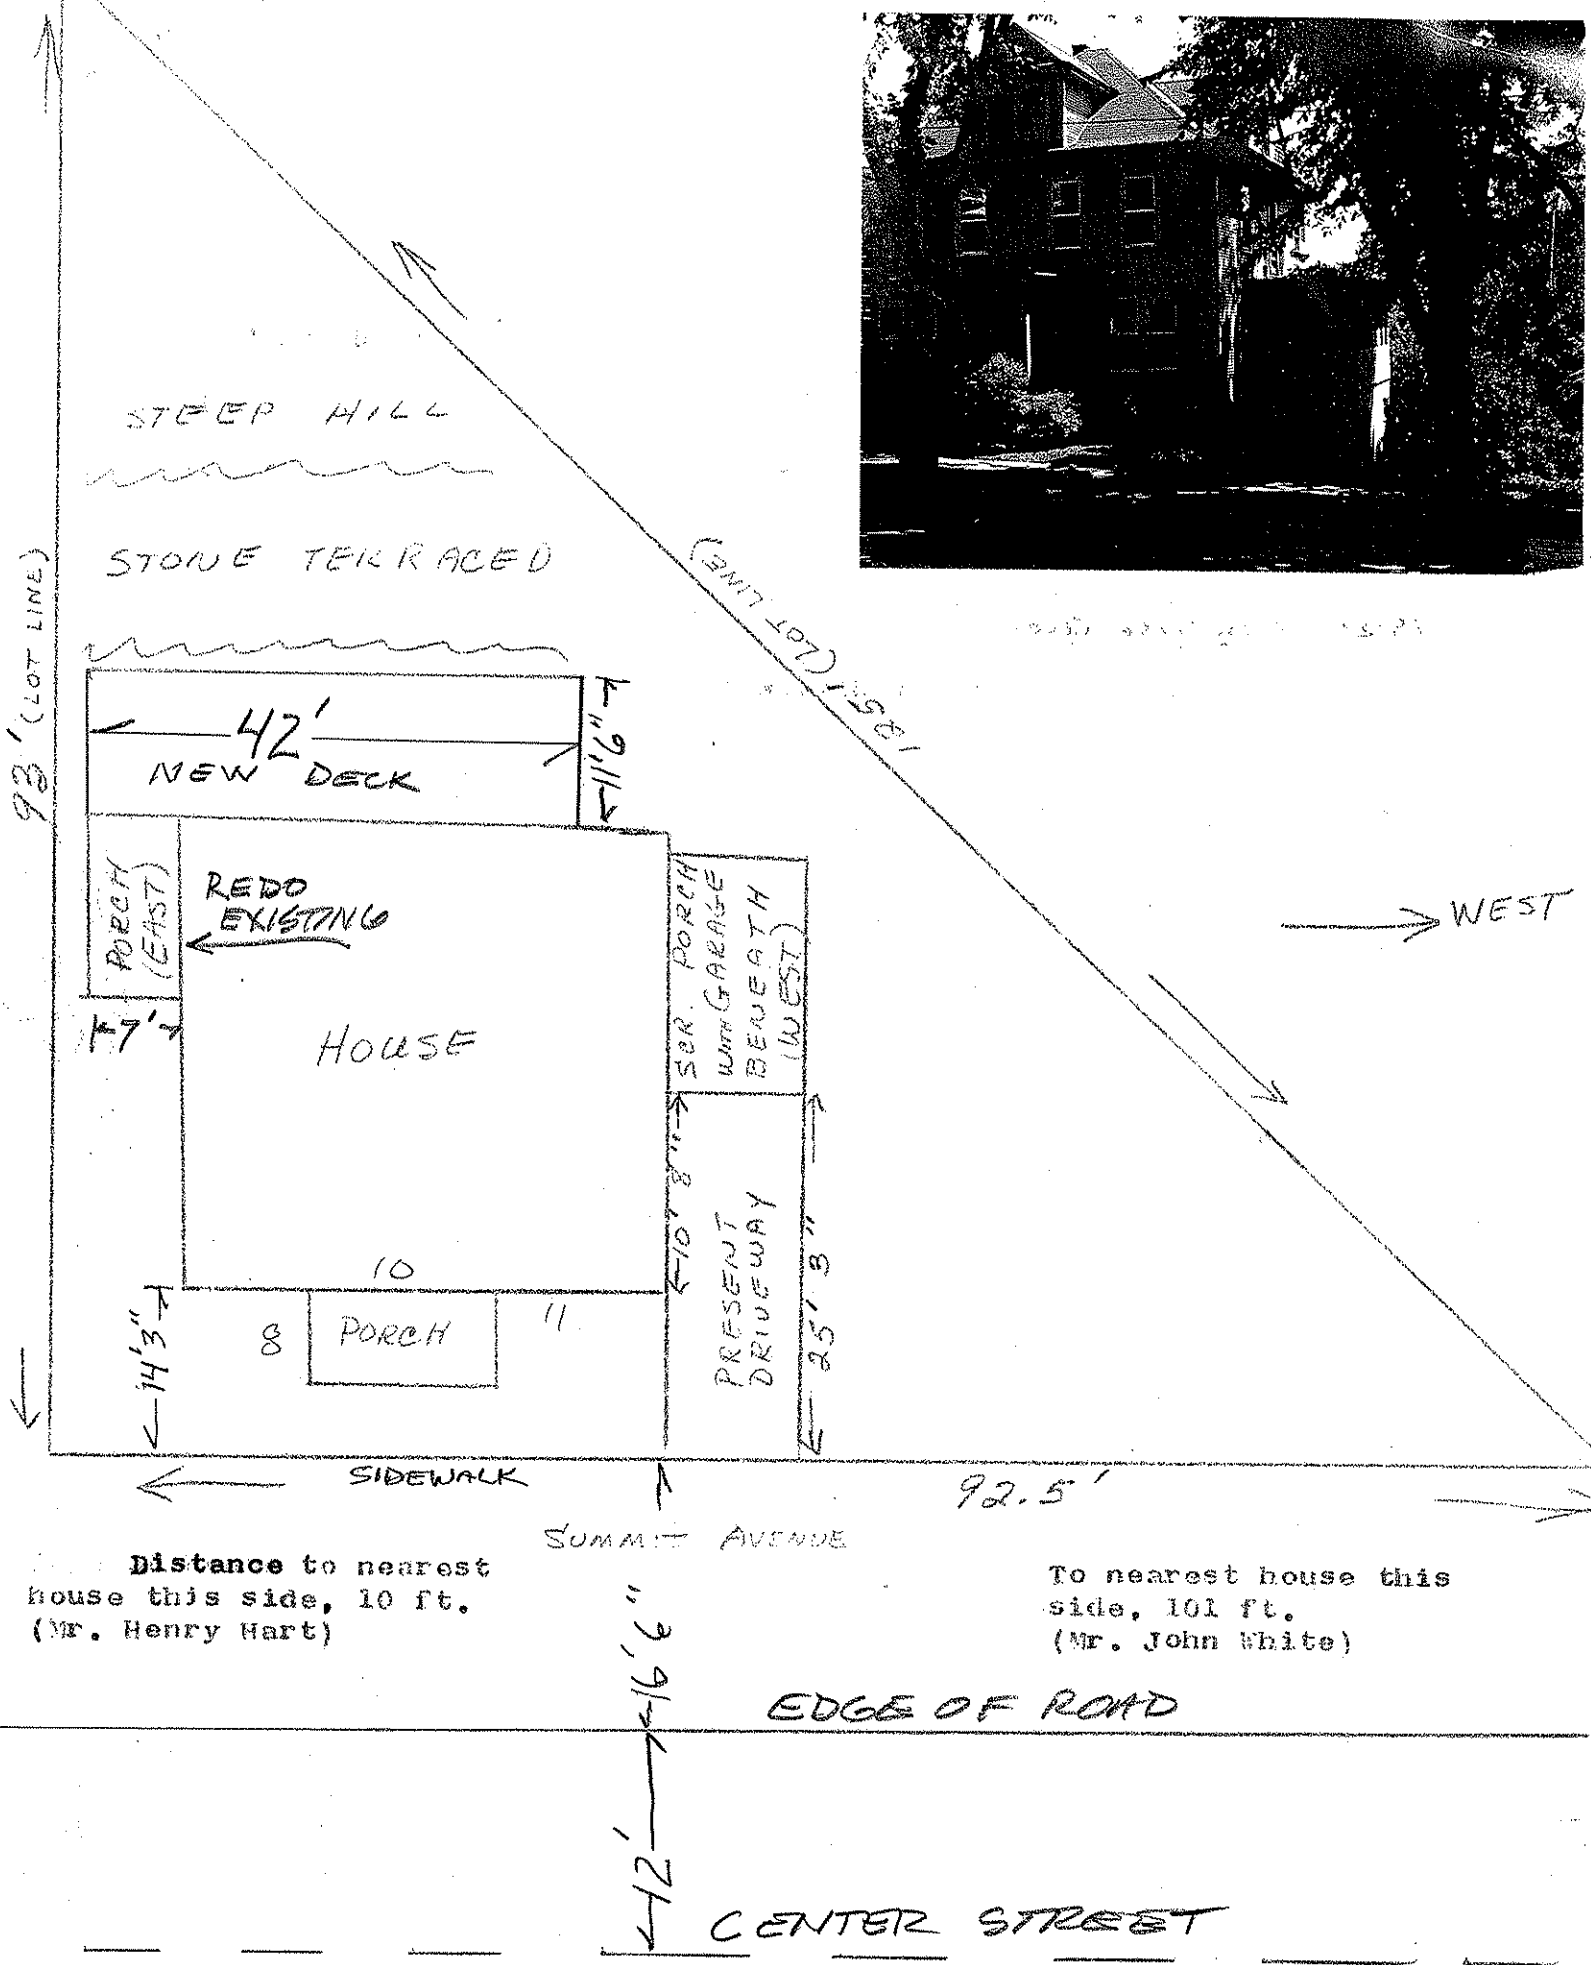 STEEP HILL
STONE TERRACED
93' (LOT LINE)
(LOT LINE)
42'
NEW DECK
11'6"
PORCH
(EAST)
REDO
EXISTING
7'
HOUSE
SCR. PORCH
WITH GARAGE
BENEATH
(WEST)
WEST
10' 8"
PRESENT
DRIVEWAY
25' 3"
10
8
PORCH
11
14'3"
SIDEWALK
92.5'
SUMMIT AVENUE
Distance to nearest
house this side, 10 ft.
(Mr. Henry Hart)
To nearest house this
side, 101 ft.
(Mr. John White)
16'6"
EDGE OF ROAD
42'
CENTER STREET